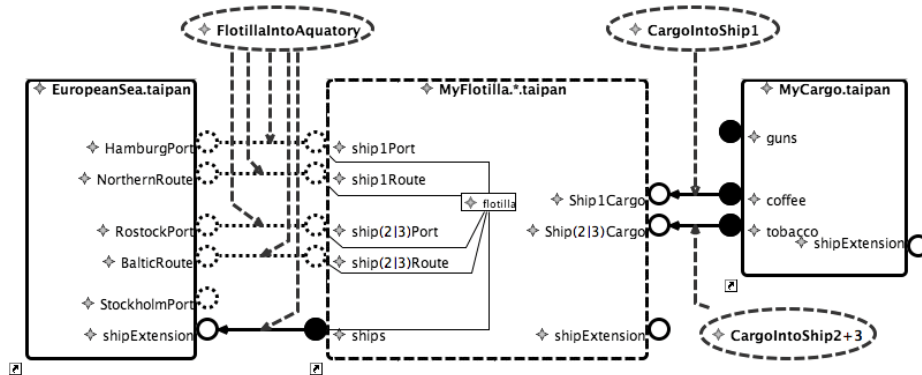 FlotillaIntoAquatory
CargoIntoShip1
EuropeanSea.taipan
MyFlotilla.*.taipan
MyCargo.taipan
HamburgPort
ship1Port
guns
NorthernRoute
ship1Route
flotilla
Ship1Cargo
coffee
RostockPort
ship(2|3)Port
Ship(2|3)Cargo
tobacco
shipExtension
BalticRoute
ship(2|3)Route
StockholmPort
shipExtension
ships
shipExtension
CargoIntoShip2+3